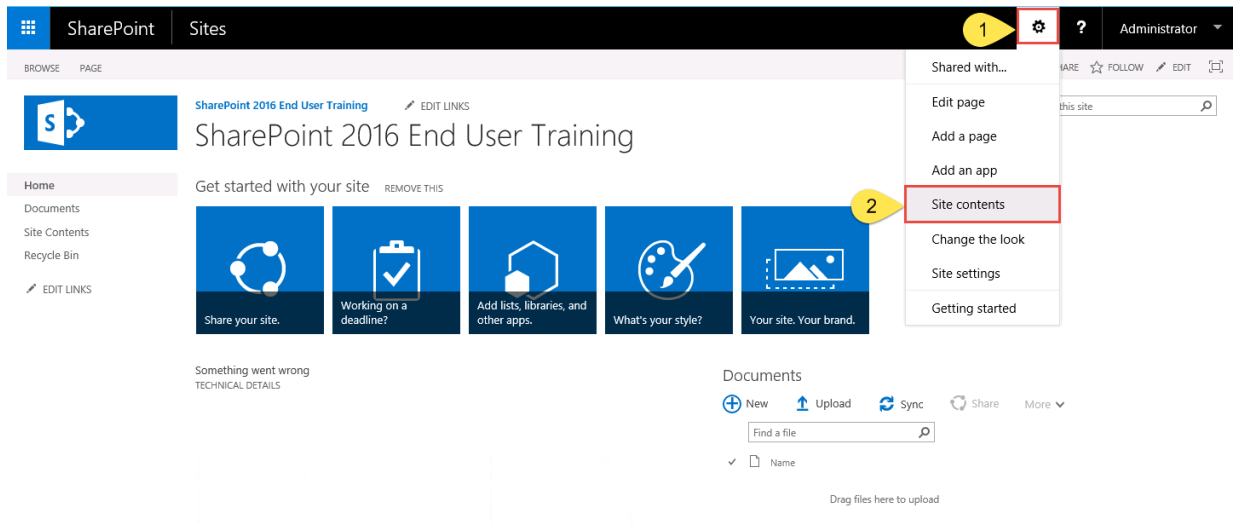 SharePoint Sites 1 ? Administrator
BROWSE PAGE
HARE FOLLOW EDIT
Shared with...
Edit page
Add a page
Add an app
2 Site contents
Change the look
Site settings
Getting started
this site
S
SharePoint 2016 End User Training EDIT LINKS
SharePoint 2016 End User Training
Home
Documents
Site Contents
Recycle Bin
EDIT LINKS
Get started with your site REMOVE THIS
Share your site.
Working on a
deadline?
Add lists, libraries, and
other apps.
What's your style?
Your site. Your brand.
Something went wrong
TECHNICAL DETAILS
Documents
New Upload Sync Share More
Find a file
Name
Drag files here to upload